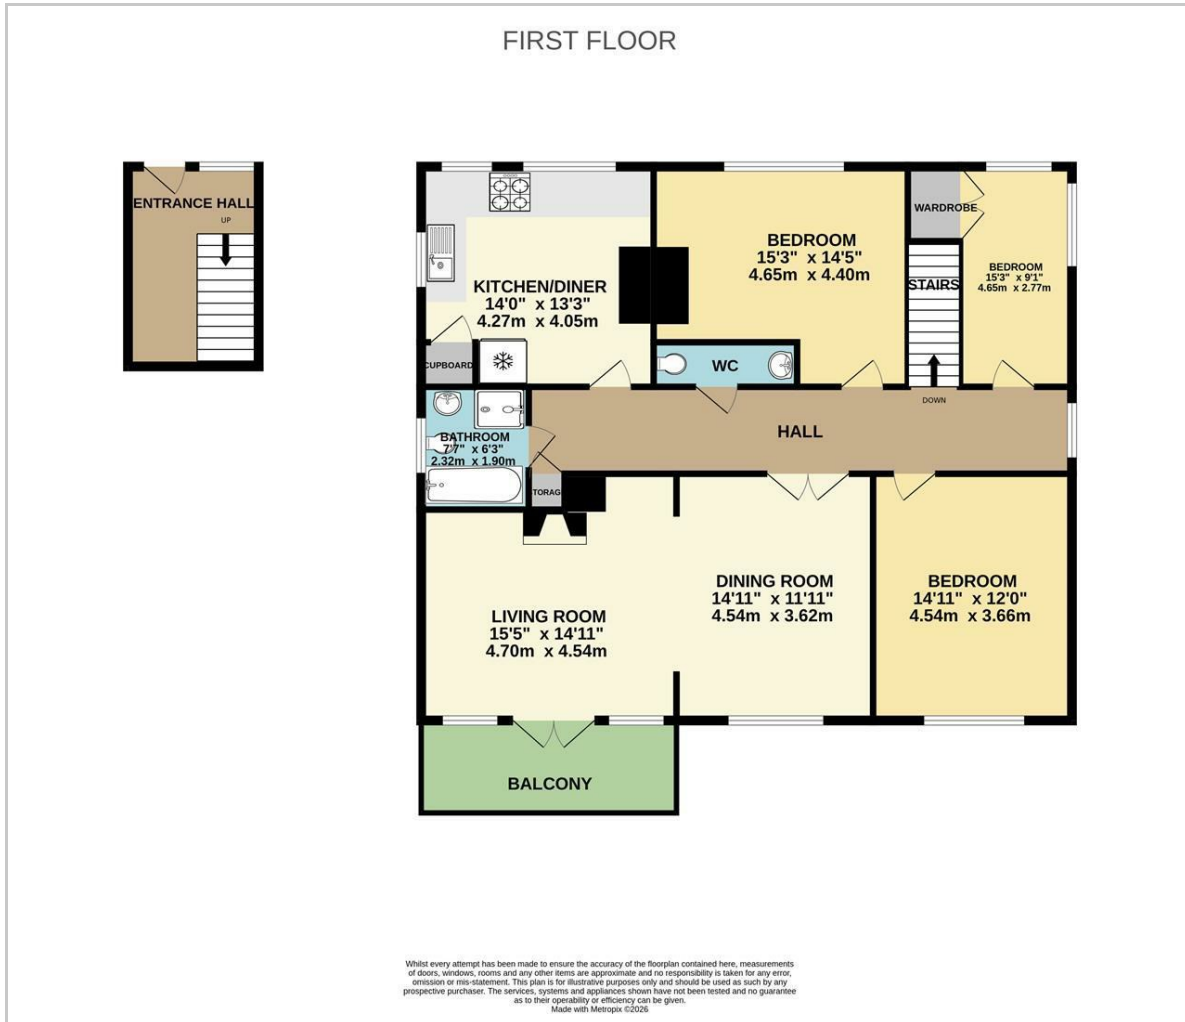 FIRST FLOOR
ENTRANCE HALL
UP
KITCHEN/DINER
14'0" x 13'3"
4.27m x 4.05m
CUPBOARD
BEDROOM
15'3" x 14'5"
4.65m x 4.40m
WARDROBE
BEDROOM
15'3" x 9'1"
4.65m x 2.77m
STAIRS
WC
DOWN
HALL
BATHROOM
7'7" x 6'3"
2.32m x 1.90m
TORAG
LIVING ROOM
15'5" x 14'11"
4.70m x 4.54m
DINING ROOM
14'11" x 11'11"
4.54m x 3.62m
BEDROOM
14'11" x 12'0"
4.54m x 3.66m
BALCONY
Whilst every attempt has been made to ensure the accuracy of the floorplan contained here, measurements
of doors, windows, rooms and any other items are approximate and no responsibility is taken for any error,
omission or mis-statement. This plan is for illustrative purposes only and should be used as such by any
prospective purchaser. The services, systems and appliances shown have not been tested and no guarantee
as to their operability or efficiency can be given.
Made with Metropix ©2026